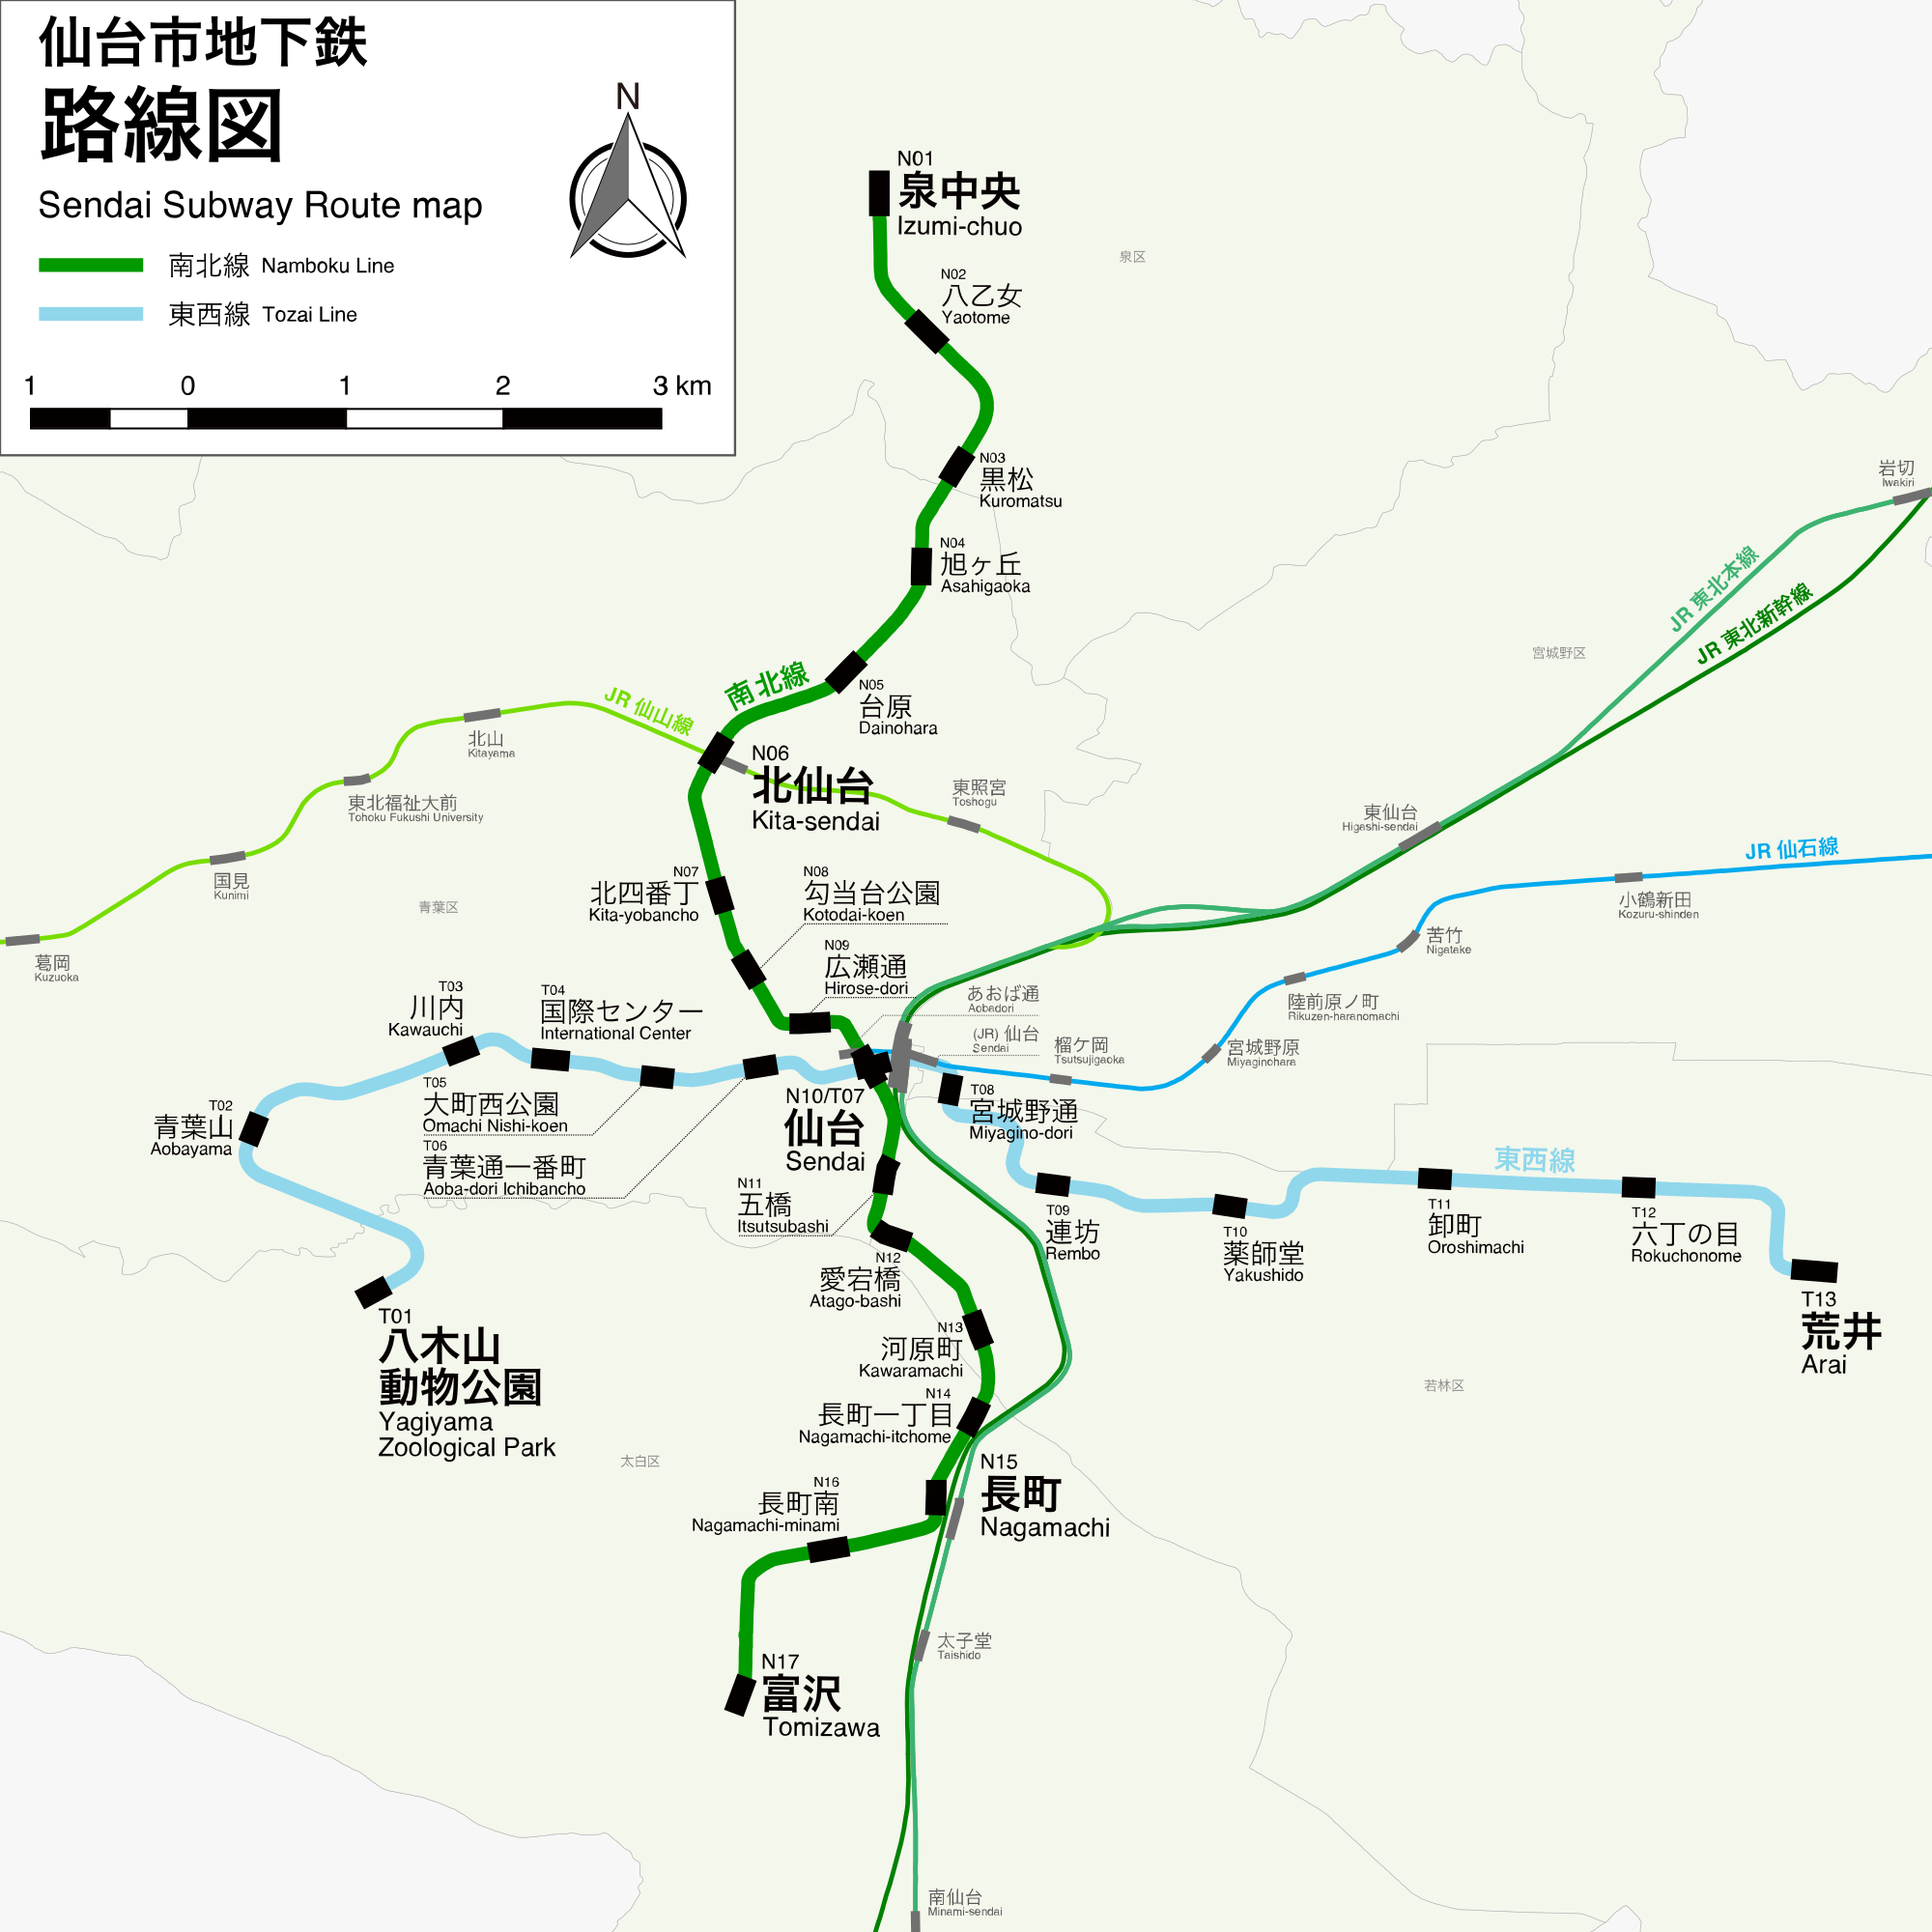 仙台市地下鉄
路線図
Sendai Subway Route map
N
南北線 Namboku Line
東西線 Tozai Line
1 0 1 2 3 km
N01
泉中央
Izumi-chuo
泉区
N02
八乙女
Yaotome
N03
黒松
Kuromatsu
岩切
Iwakiri
N04
旭ヶ丘
Asahigaoka
JR 東北本線
JR 東北新幹線
宮城野区
南北線
N05
台原
Dainohara
JR 仙山線
北山
Kitayama
N06
北仙台
Kita-sendai
東照宮
Toshogu
東北福祉大前
Tohoku Fukushi University
東仙台
Higashi-sendai
JR 仙石線
国見
Kunimi
青葉区
N07
北四番丁
Kita-yobancho
N08
勾当台公園
Kotodai-koen
小鶴新田
Kozuru-shinden
苦竹
Nigatake
葛岡
Kuzuoka
N09
広瀬通
Hirose-dori
T03
川内
Kawauchi
T04
国際センター
International Center
あおば通
Aobadori
陸前原ノ町
Rikuzen-haranomachi
(JR) 仙台
Sendai
榴ケ岡
Tsutsujigaoka
宮城野原
Miyaginohara
T05
大町西公園
Omachi Nishi-koen
N10/T07
仙台
Sendai
T08
宮城野通
Miyagino-dori
T02
青葉山
Aobayama
T06
青葉通一番町
Aoba-dori Ichibancho
東西線
N11
五橋
Itsutsubashi
T09
連坊
Rembo
T10
薬師堂
Yakushido
T11
卸町
Oroshimachi
T12
六丁の目
Rokuchonome
N12
愛宕橋
Atago-bashi
T13
荒井
Arai
T01
八木山
動物公園
Yagiyama
Zoological Park
N13
河原町
Kawaramachi
若林区
N14
長町一丁目
Nagamachi-itchome
太白区
N15
長町
Nagamachi
N16
長町南
Nagamachi-minami
太子堂
Taishido
N17
富沢
Tomizawa
南仙台
Minami-sendai